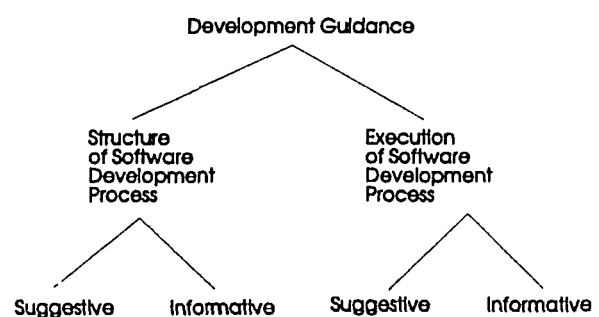 Development Guidance
Structure
of Software
Development
Process
Execution
of Software
Development
Process
Suggestive
Informative
Suggestive
Informative